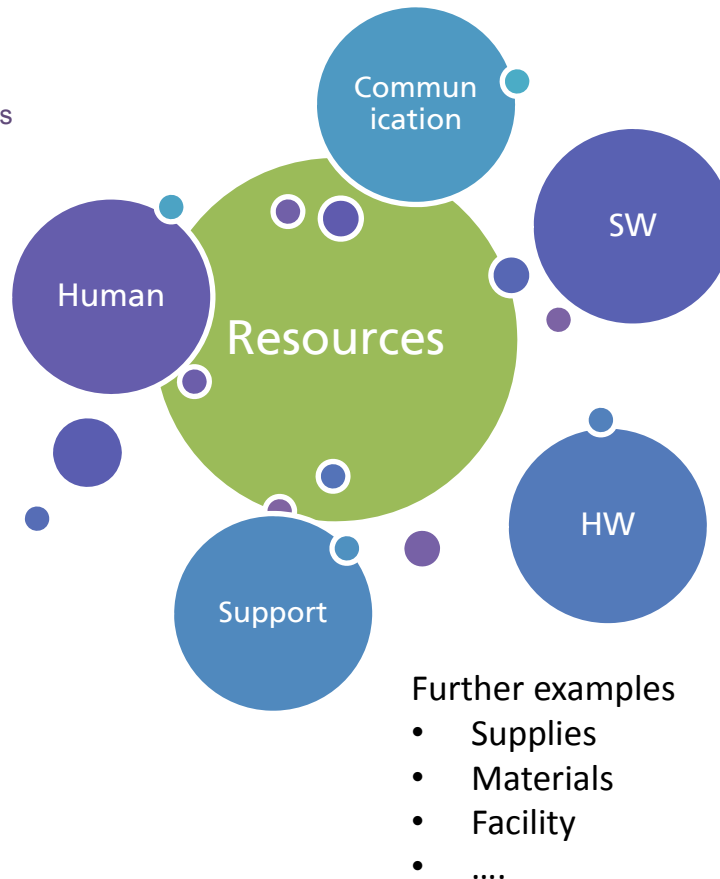 Commun
ication
s
SW
Human
Resources
HW
Support
Further examples
• Supplies
• Materials
• Facility
• ....